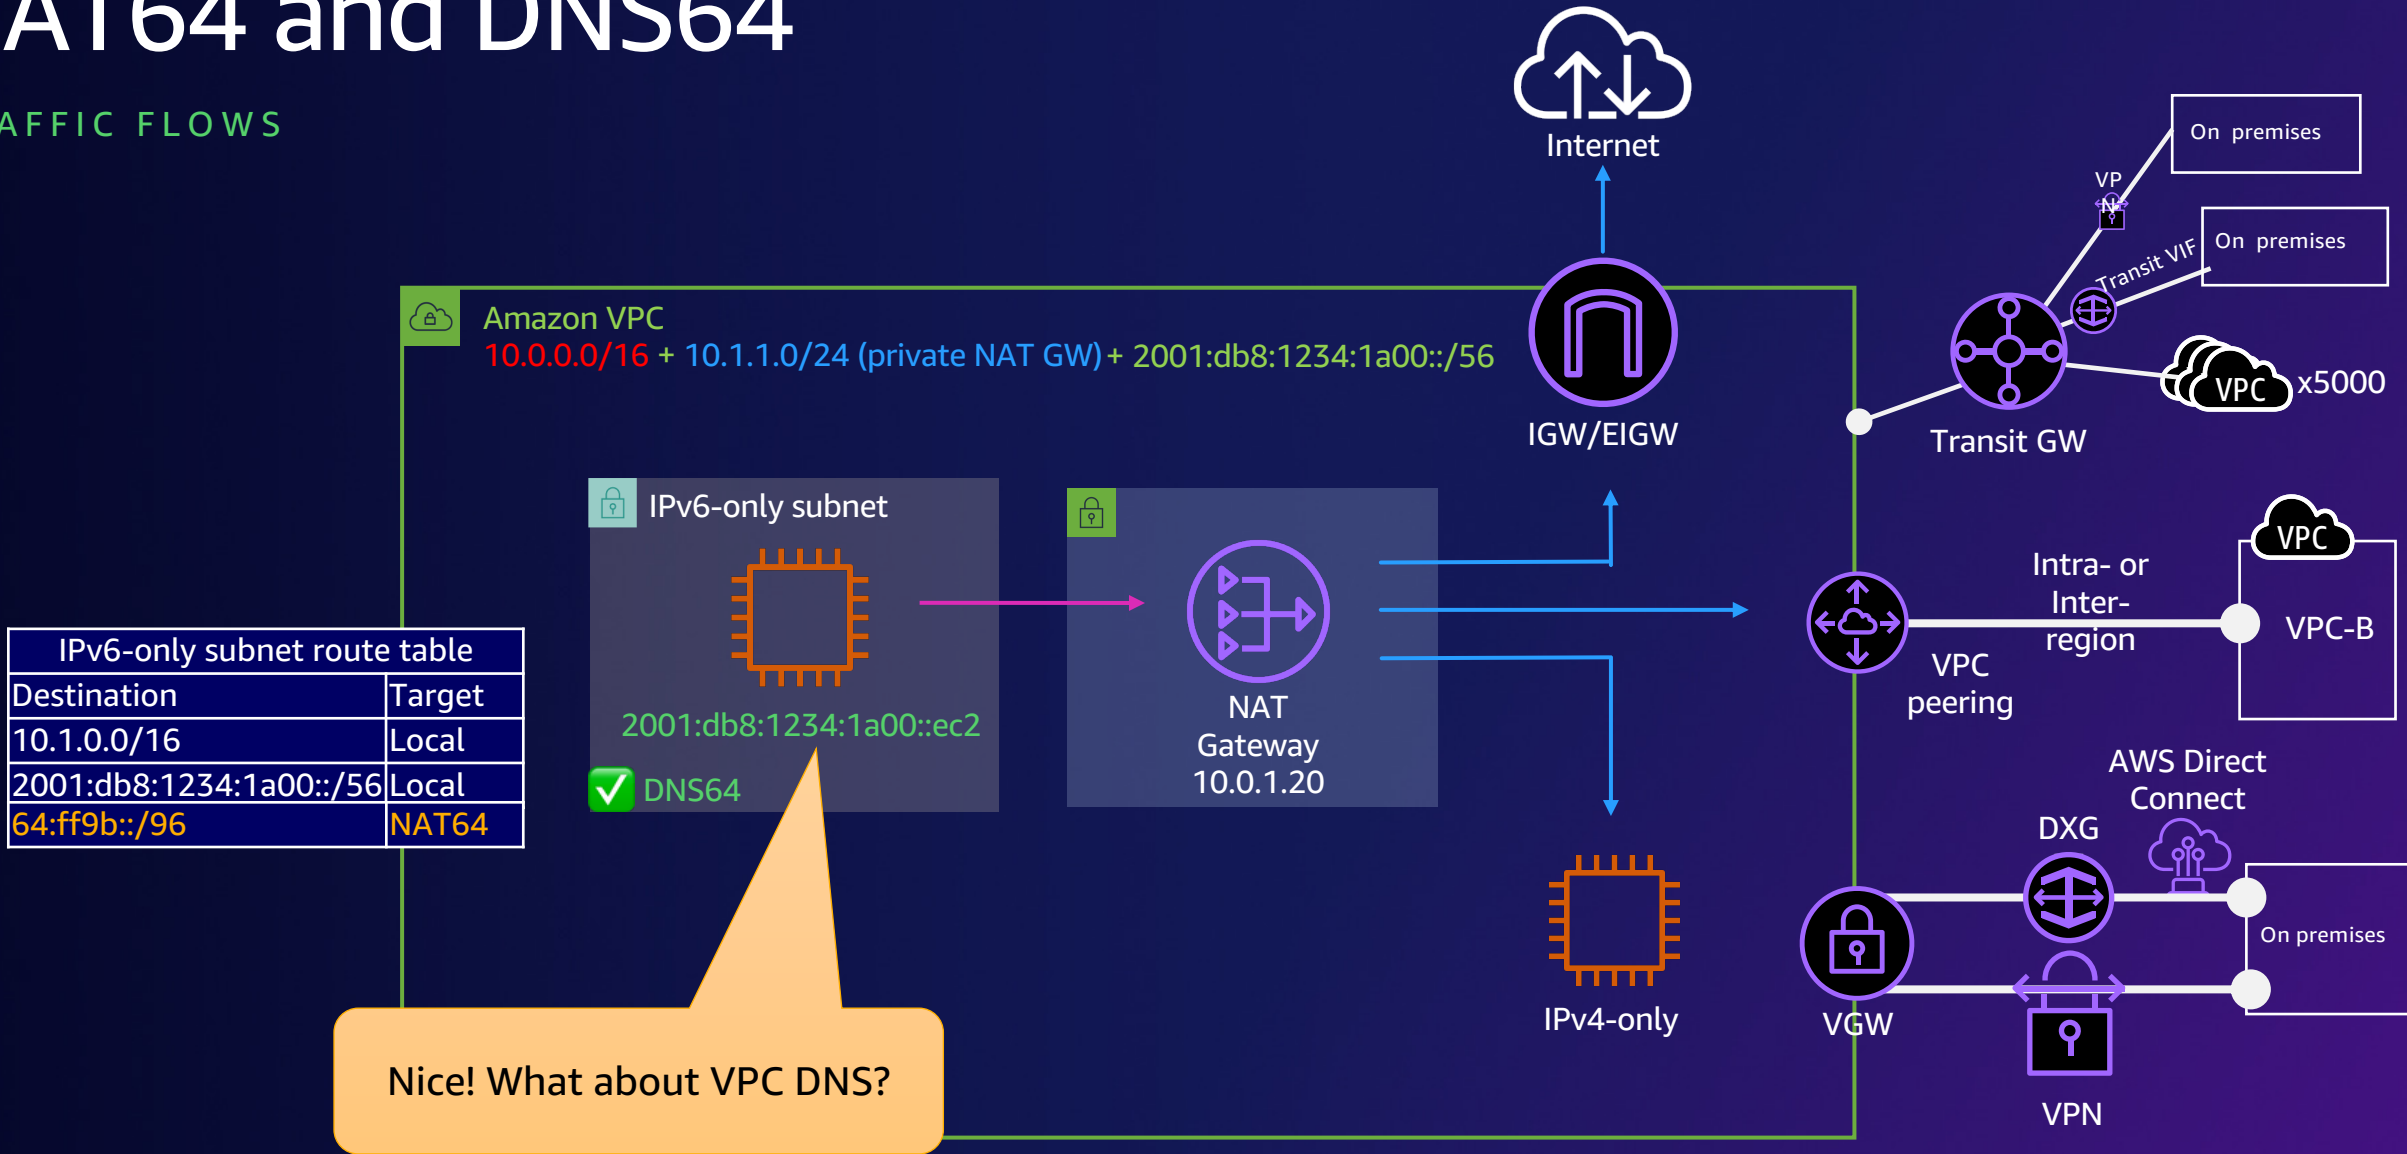 AT64 and DNS64
AFFIC FLOWS
Internet
On premises
VP
N
On premises
Transit VIF
Amazon VPC
10.0.0.0/16 + 10.1.1.0/24 (private NAT GW) + 2001:db8:1234:1a00::/56
VPC x5000
IGW/EIGW
Transit GW
IPv6-only subnet
VPC
Intra- or
Inter-
region
VPC-B
IPv6-only subnet route table
Destination Target
10.1.0.0/16 Local
2001:db8:1234:1a00::/56 Local
64:ff9b::/96 NAT64
VPC
peering
2001:db8:1234:1a00::ec2
NAT
Gateway
10.0.1.20
DNS64
AWS Direct
Connect
DXG
On premises
IPv4-only
VGW
VPN
Nice! What about VPC DNS?